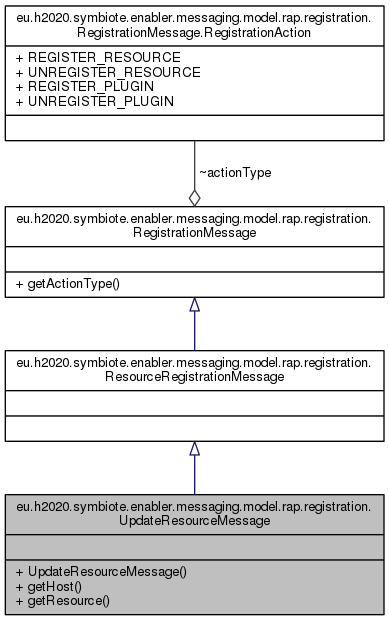 eu.h2020.symbiote.enabler.messaging.model.rap.registration.
RegistrationMessage.RegistrationAction
+ REGISTER_RESOURCE
+ UNREGISTER_RESOURCE
+ REGISTER_PLUGIN
+ UNREGISTER_PLUGIN
~actionType
eu.h2020.symbiote.enabler.messaging.model.rap.registration.
RegistrationMessage
+ getActionType()
eu.h2020.symbiote.enabler.messaging.model.rap.registration.
ResourceRegistrationMessage
eu.h2020.symbiote.enabler.messaging.model.rap.registration.
UpdateResourceMessage
+ UpdateResourceMessage()
+ getHost()
+ getResource()